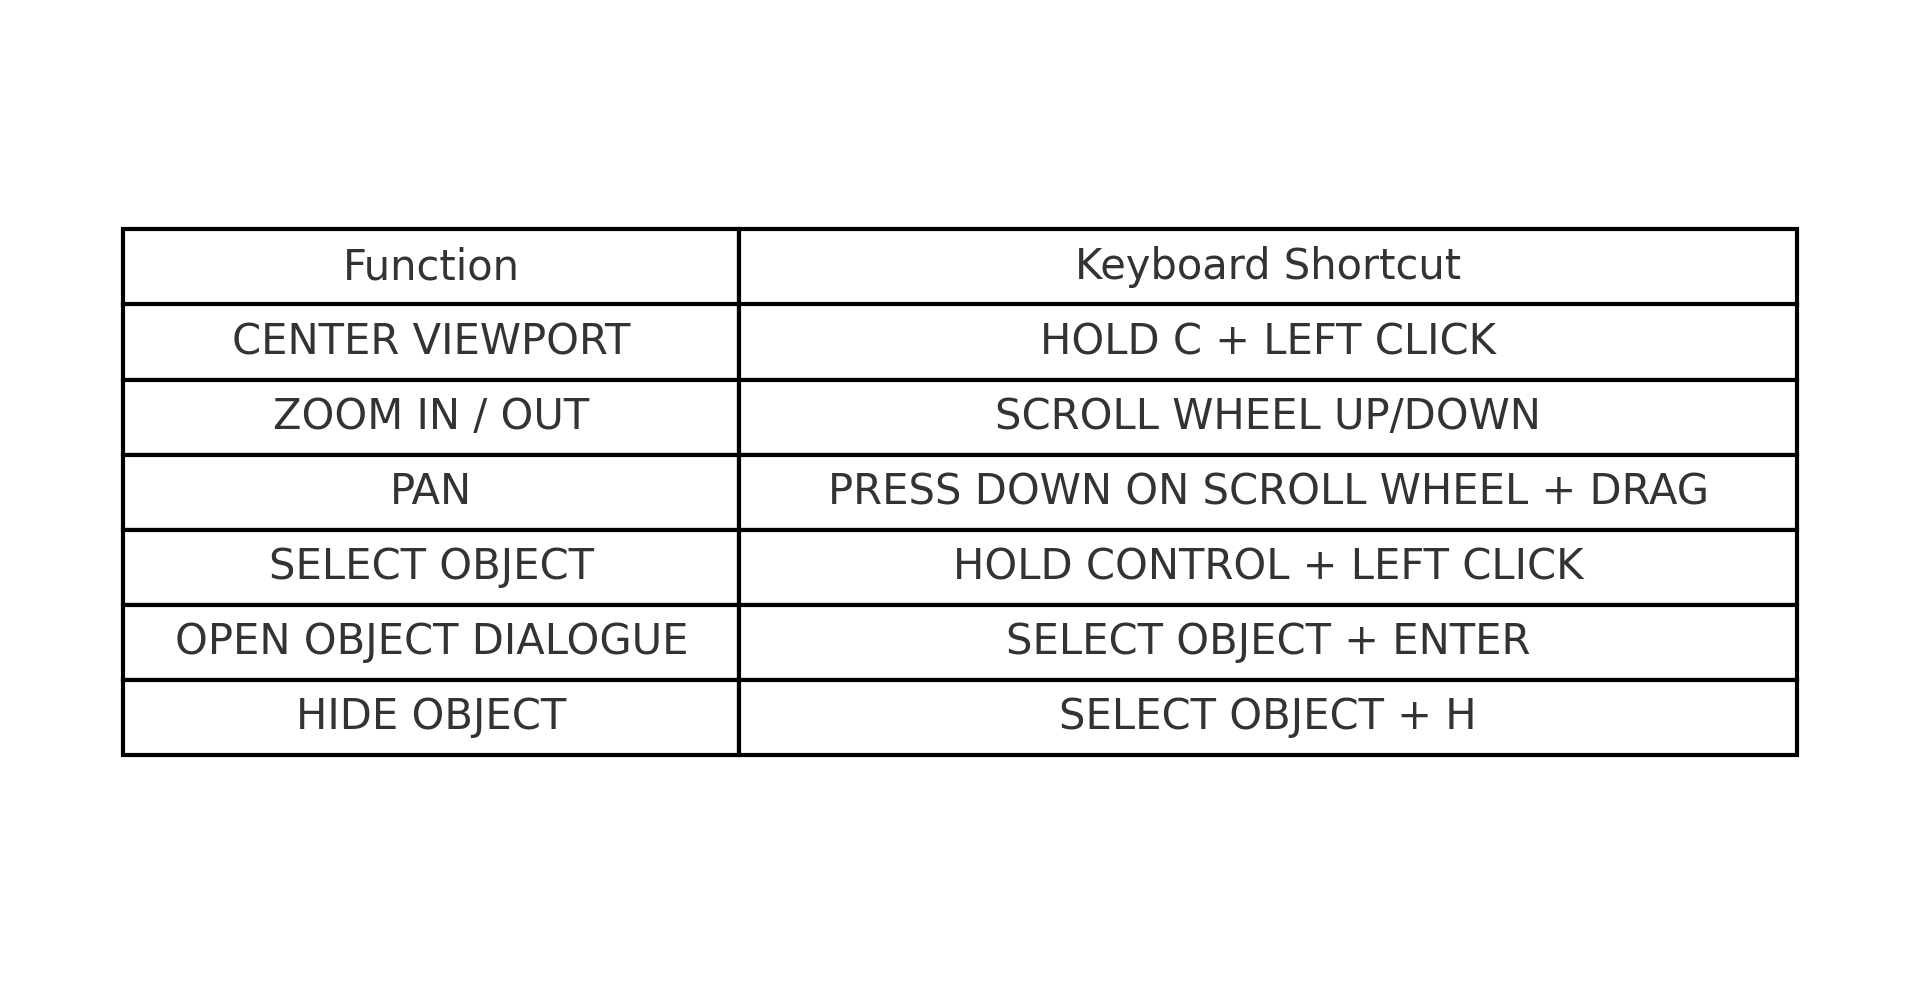 Function Keyboard Shortcut
CENTER VIEWPORT HOLD C + LEFT CLICK
ZOOM IN / OUT SCROLL WHEEL UP/DOWN
PAN PRESS DOWN ON SCROLL WHEEL + DRAG
SELECT OBJECT HOLD CONTROL + LEFT CLICK
OPEN OBJECT DIALOGUE SELECT OBJECT + ENTER
HIDE OBJECT SELECT OBJECT + H